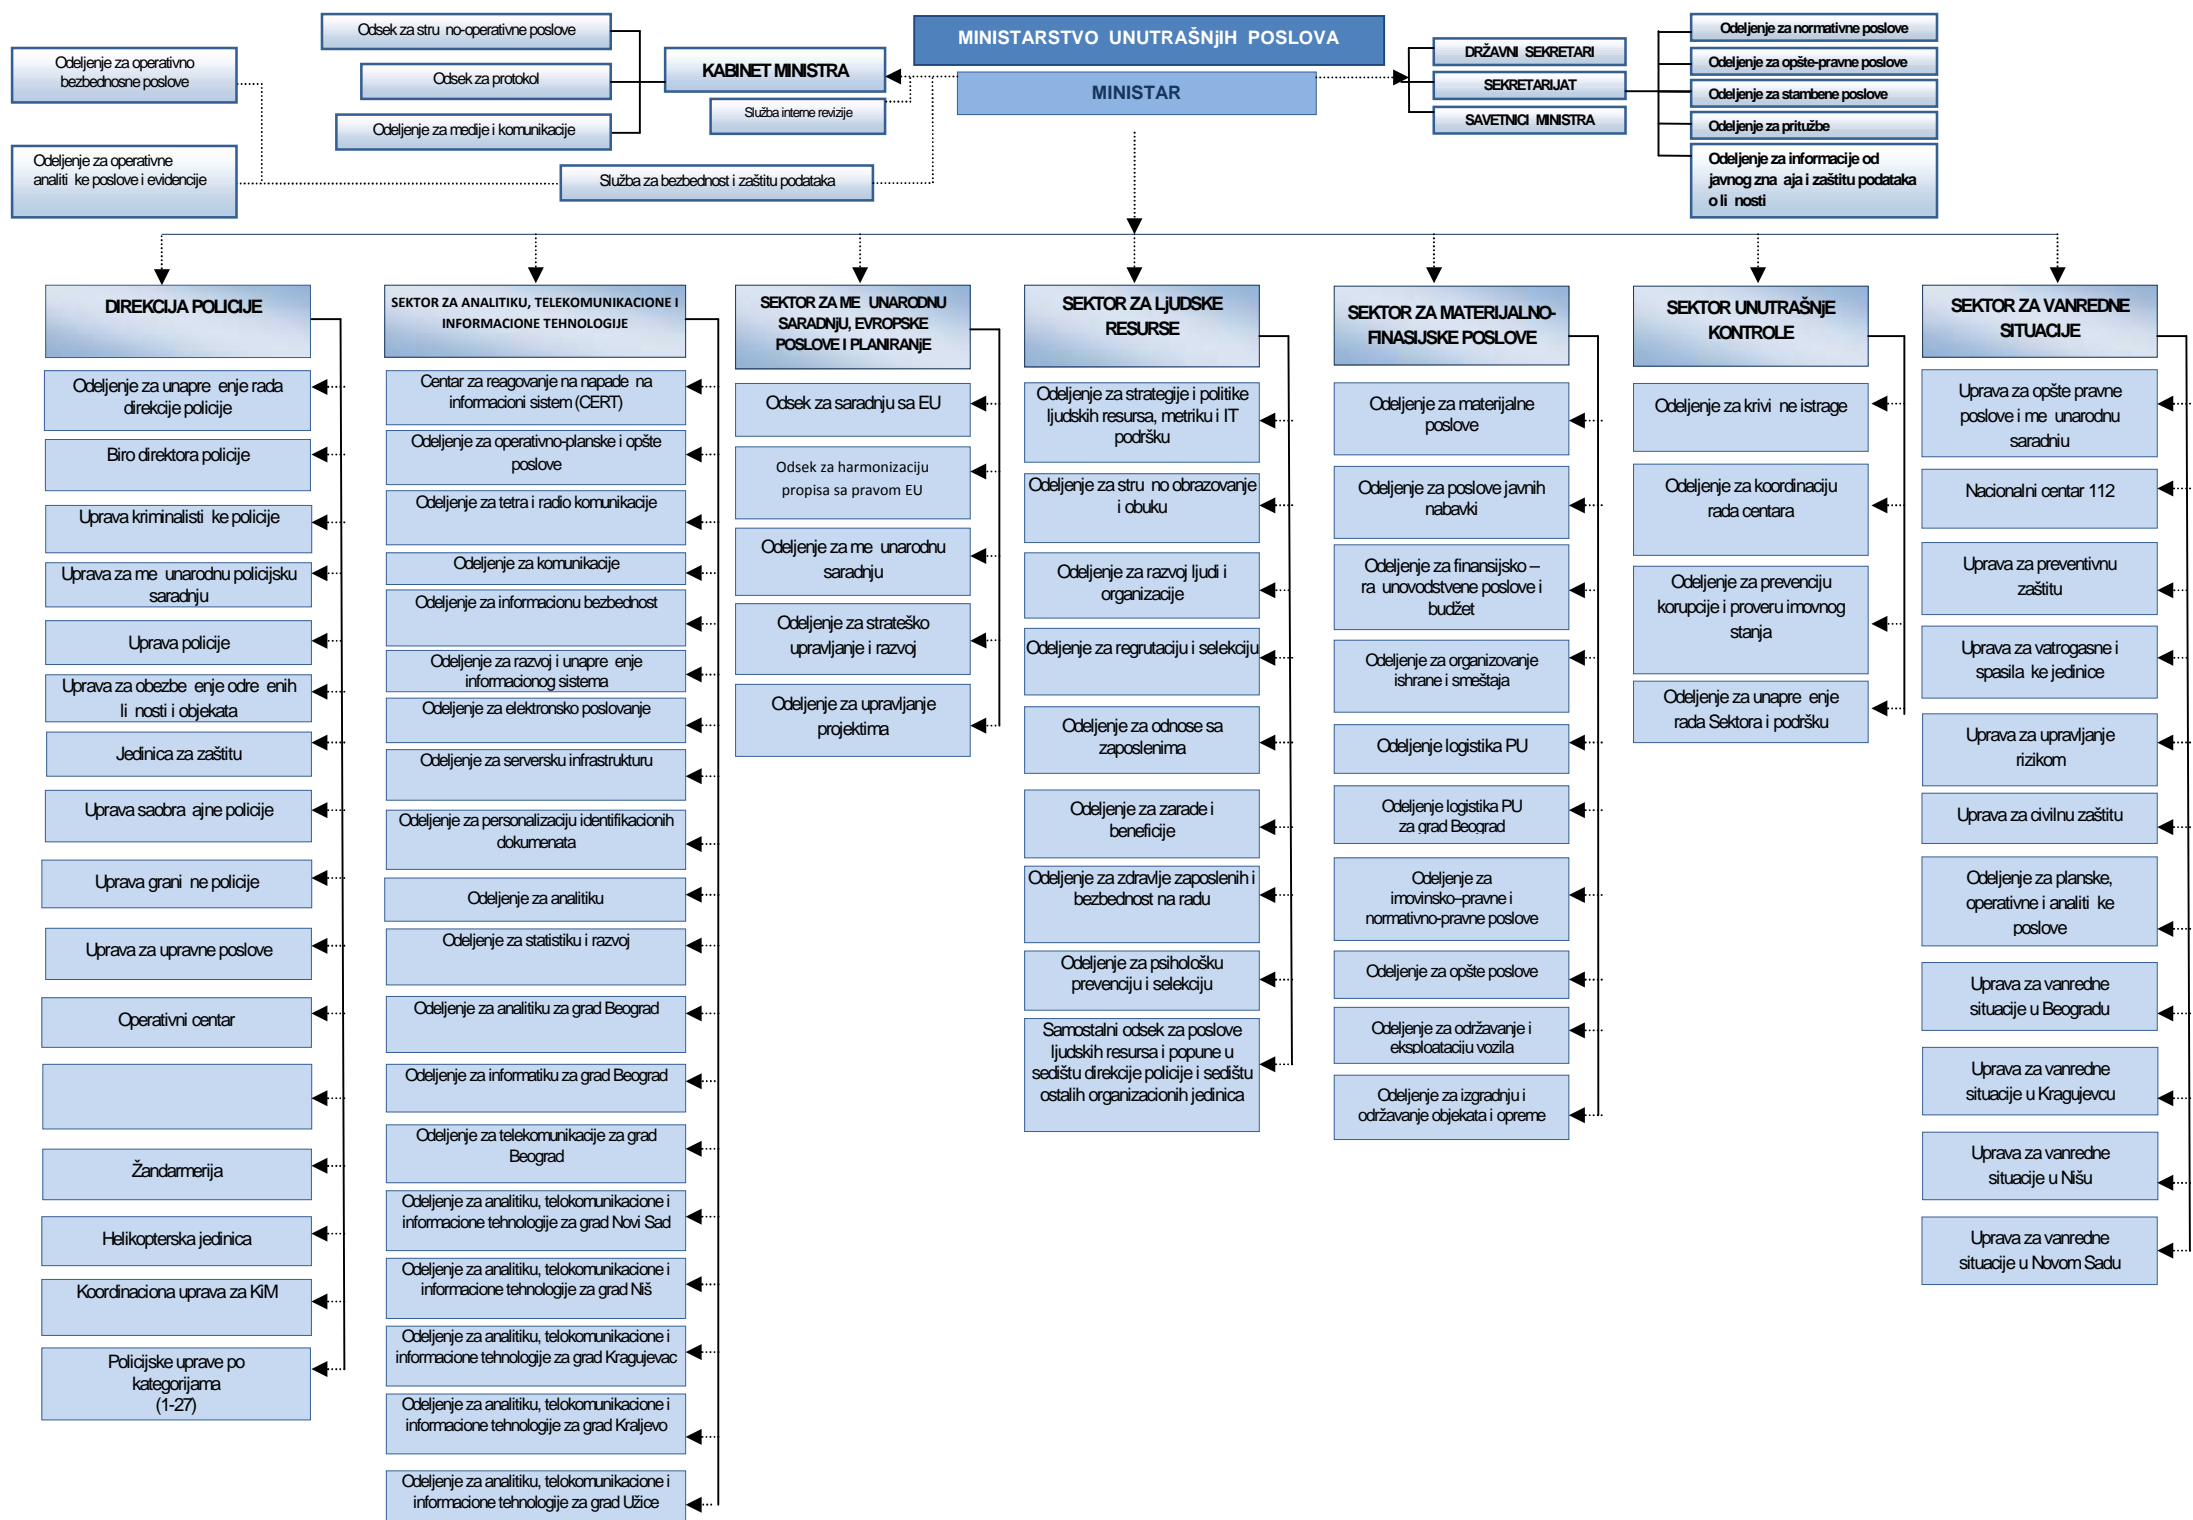 MINISTARSTVO UNUTRAŠNjIH POSLOVA
MINISTAR
Odeljenje za operativno
bezbednosne poslove
Odeljenje za operativne
analiti ke poslove i evidencije
Odsek za stru no-operativne poslove
Odsek za protokol
Odeljenje za medije i komunikacije
KABINET MINISTRA
Služba interne revizije
Služba za bezbednost i zaštitu podataka
DRŽAVNI SEKRETARI
SEKRETARIJAT
SAVETNICI MINISTRA
Odeljenje za normativne poslove
Odeljenje za opšte-pravne poslove
Odeljenje za stambene poslove
Odeljenje za pritužbe
Odeljenje za informacije od
javnog zna aja i zaštitu podataka
o li nosti
DIREKCIJA POLICIJE
Odeljenje za unapre enje rada
direkcije policije
Biro direktora policije
Uprava kriminalisti ke policije
Uprava za me unarodnu policijsku
saradnju
Uprava policije
Uprava za obezbe enje odre enih
li nosti i objekata
Jedinica za zaštitu
Uprava saobra ajne policije
Uprava grani ne policije
Uprava za upravne poslove
Operativni centar
Žandarmerija
Helikopterska jedinica
Koordinaciona uprava za KiM
Policijske uprave po
kategorijama
(1-27)
SEKTOR ZA ANALITIKU, TELEKOMUNIKACIONE I
INFORMACIONE TEHNOLOGIJE
Centar za reagovanje na napade na
informacioni sistem (CERT)
Odeljenje za operativno-planske i opšte
poslove
Odeljenje za tetra i radio komunikacije
Odeljenje za komunikacije
Odeljenje za informacionu bezbednost
Odeljenje za razvoj i unapre enje
informacionog sistema
Odeljenje za elektronsko poslovanje
Odeljenje za serversku infrastrukturu
Odeljenje za personalizaciju identifikacionih
dokumenata
Odeljenje za analitiku
Odeljenje za statistiku i razvoj
Odeljenje za analitiku za grad Beograd
Odeljenje za informatiku za grad Beograd
Odeljenje za telekomunikacije za grad
Beograd
Odeljenje za analitiku, telokomunikacione i
informacione tehnologije za grad Novi Sad
Odeljenje za analitiku, telokomunikacione i
informacione tehnologije za grad Niš
Odeljenje za analitiku, telokomunikacione i
informacione tehnologije za grad Kragujevac
Odeljenje za analitiku, telokomunikacione i
informacione tehnologije za grad Kraljevo
Odeljenje za analitiku, telokomunikacione i
informacione tehnologije za grad Užice
SEKTOR ZA ME UNARODNU
SARADNjU, EVROPSKE
POSLOVE I PLANIRANjE
Odsek za saradnju sa EU
Odsek za harmonizaciju
propisa sa pravom EU
Odeljenje za me unarodnu
saradnju
Odeljenje za strateško
upravljanje i razvoj
Odeljenje za upravljanje
projektima
SEKTOR ZA LjUDSKE
RESURSE
Odeljenje za strategije i politike
ljudskih resursa, metriku i IT
podršku
Odeljenje za stru no obrazovanje
i obuku
Odeljenje za razvoj ljudi i
organizacije
Odeljenje za regrutaciju i selekciju
Odeljenje za odnose sa
zaposlenima
Odeljenje za zarade i
beneficije
Odeljenje za zdravlje zaposlenih i
bezbednost na radu
Odeljenje za psihološku
prevenciju i selekciju
Samostalni odsek za poslove
ljudskih resursa i popune u
sedištu direkcije policije i sedištu
ostalih organizacionih jedinica
SEKTOR ZA MATERIJALNO-
FINASIJSKE POSLOVE
Odeljenje za materijalne
poslove
Odeljenje za poslove javnih
nabavki
Odeljenje za finansijsko –
ra unovodstvene poslove i
budžet
Odeljenje za organizovanje
ishrane i smeštaja
Odeljenje logistika PU
Odeljenje logistika PU
za grad Beograd
Odeljenje za
imovinsko–pravne i
normativno-pravne poslove
Odeljenje za opšte poslove
Odeljenje za održavanje i
eksploataciju vozila
Odeljenje za izgradnju i
održavanje objekata i opreme
SEKTOR UNUTRAŠNjE
KONTROLE
Odeljenje za krivi ne istrage
Odeljenje za koordinaciju
rada centara
Odeljenje za prevenciju
korupcije i proveru imovnog
stanja
Odeljenje za unapre enje
rada Sektora i podršku
SEKTOR ZA VANREDNE
SITUACIJE
Uprava za opšte pravne
poslove i me unarodnu
saradnju
Nacionalni centar 112
Uprava za preventivnu
zaštitu
Uprava za vatrogasne i
spasila ke jedinice
Uprava za upravljanje
rizikom
Uprava za civilnu zaštitu
Odeljenje za planske,
operativne i analiti ke
poslove
Uprava za vanredne
situacije u Beogradu
Uprava za vanredne
situacije u Kragujevcu
Uprava za vanredne
situacije u Nišu
Uprava za vanredne
situacije u Novom Sadu